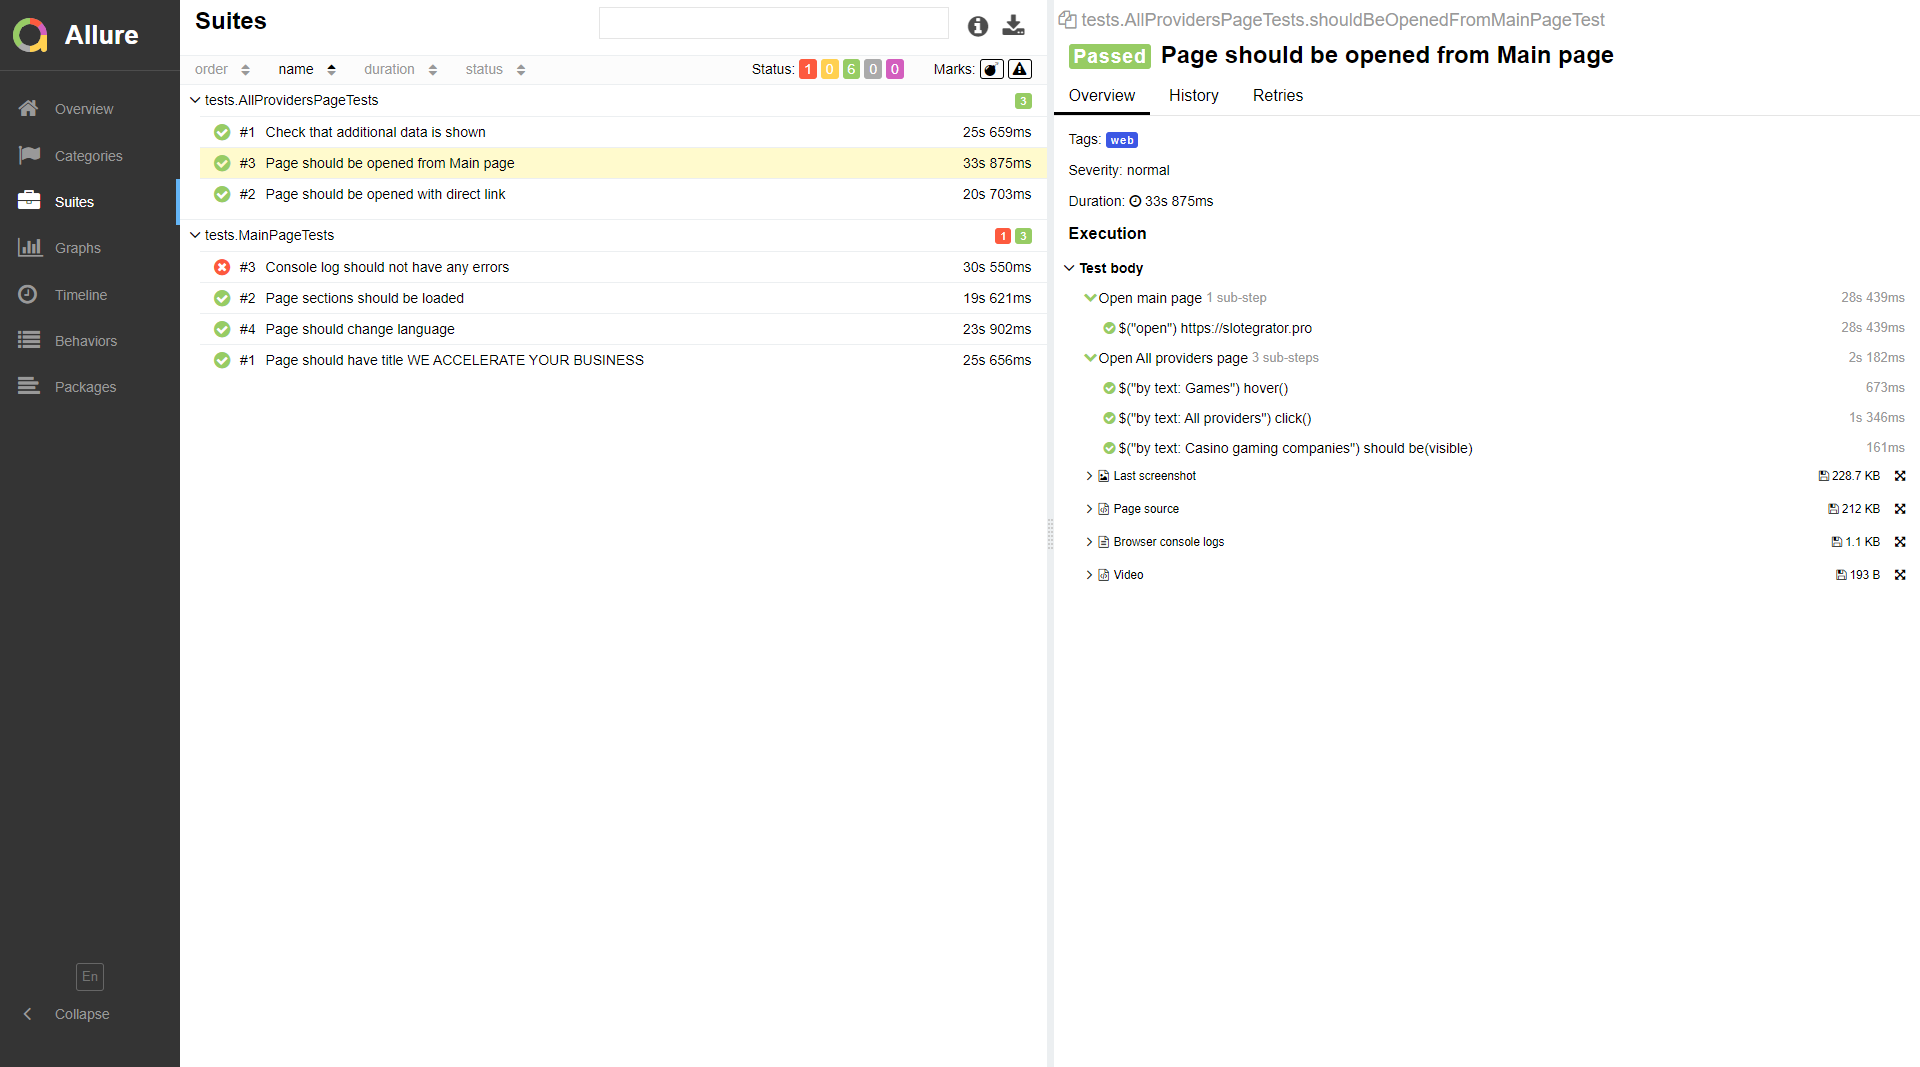 Allure
Overview
Categories
Suites
Graphs
Timeline
Behaviors
Packages
En
Collapse
Suites
order name duration status Status: 1 0 6 0 0 Marks:
tests.AllProvidersPageTests 3
#1 Check that additional data is shown 25s 659ms
#3 Page should be opened from Main page 33s 875ms
#2 Page should be opened with direct link 20s 703ms
tests.MainPageTests 1 3
#3 Console log should not have any errors 30s 550ms
#2 Page sections should be loaded 19s 621ms
#4 Page should change language 23s 902ms
#1 Page should have title WE ACCELERATE YOUR BUSINESS 25s 656ms
tests.AllProvidersPageTests.shouldBeOpenedFromMainPageTest
Passed Page should be opened from Main page
Overview History Retries
Tags: web
Severity: normal
Duration: 33s 875ms
Execution
Test body
Open main page 1 sub-step 28s 439ms
$("open") https://slotegrator.pro 28s 439ms
Open All providers page 3 sub-steps 2s 182ms
$("by text: Games") hover() 673ms
$("by text: All providers") click() 1s 346ms
$("by text: Casino gaming companies") should be(visible) 161ms
Last screenshot 228.7 KB
Page source 212 KB
Browser console logs 1.1 KB
Video 193 B